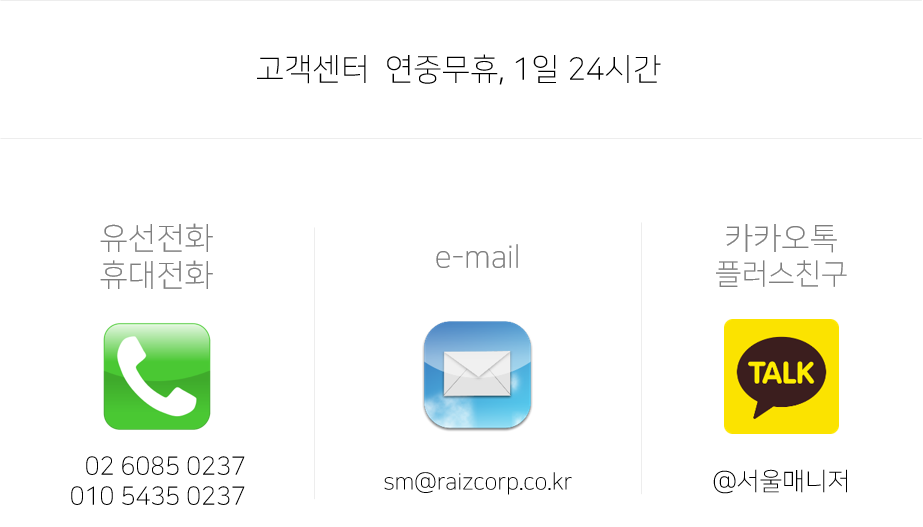 고객센터 연중무휴, 1일 24시간
유선전화
휴대전화
02 6085 0237
010 5435 0237
e-mail
sm@raizcorp.co.kr
카카오톡
플러스친구
TALK
@서울매니저